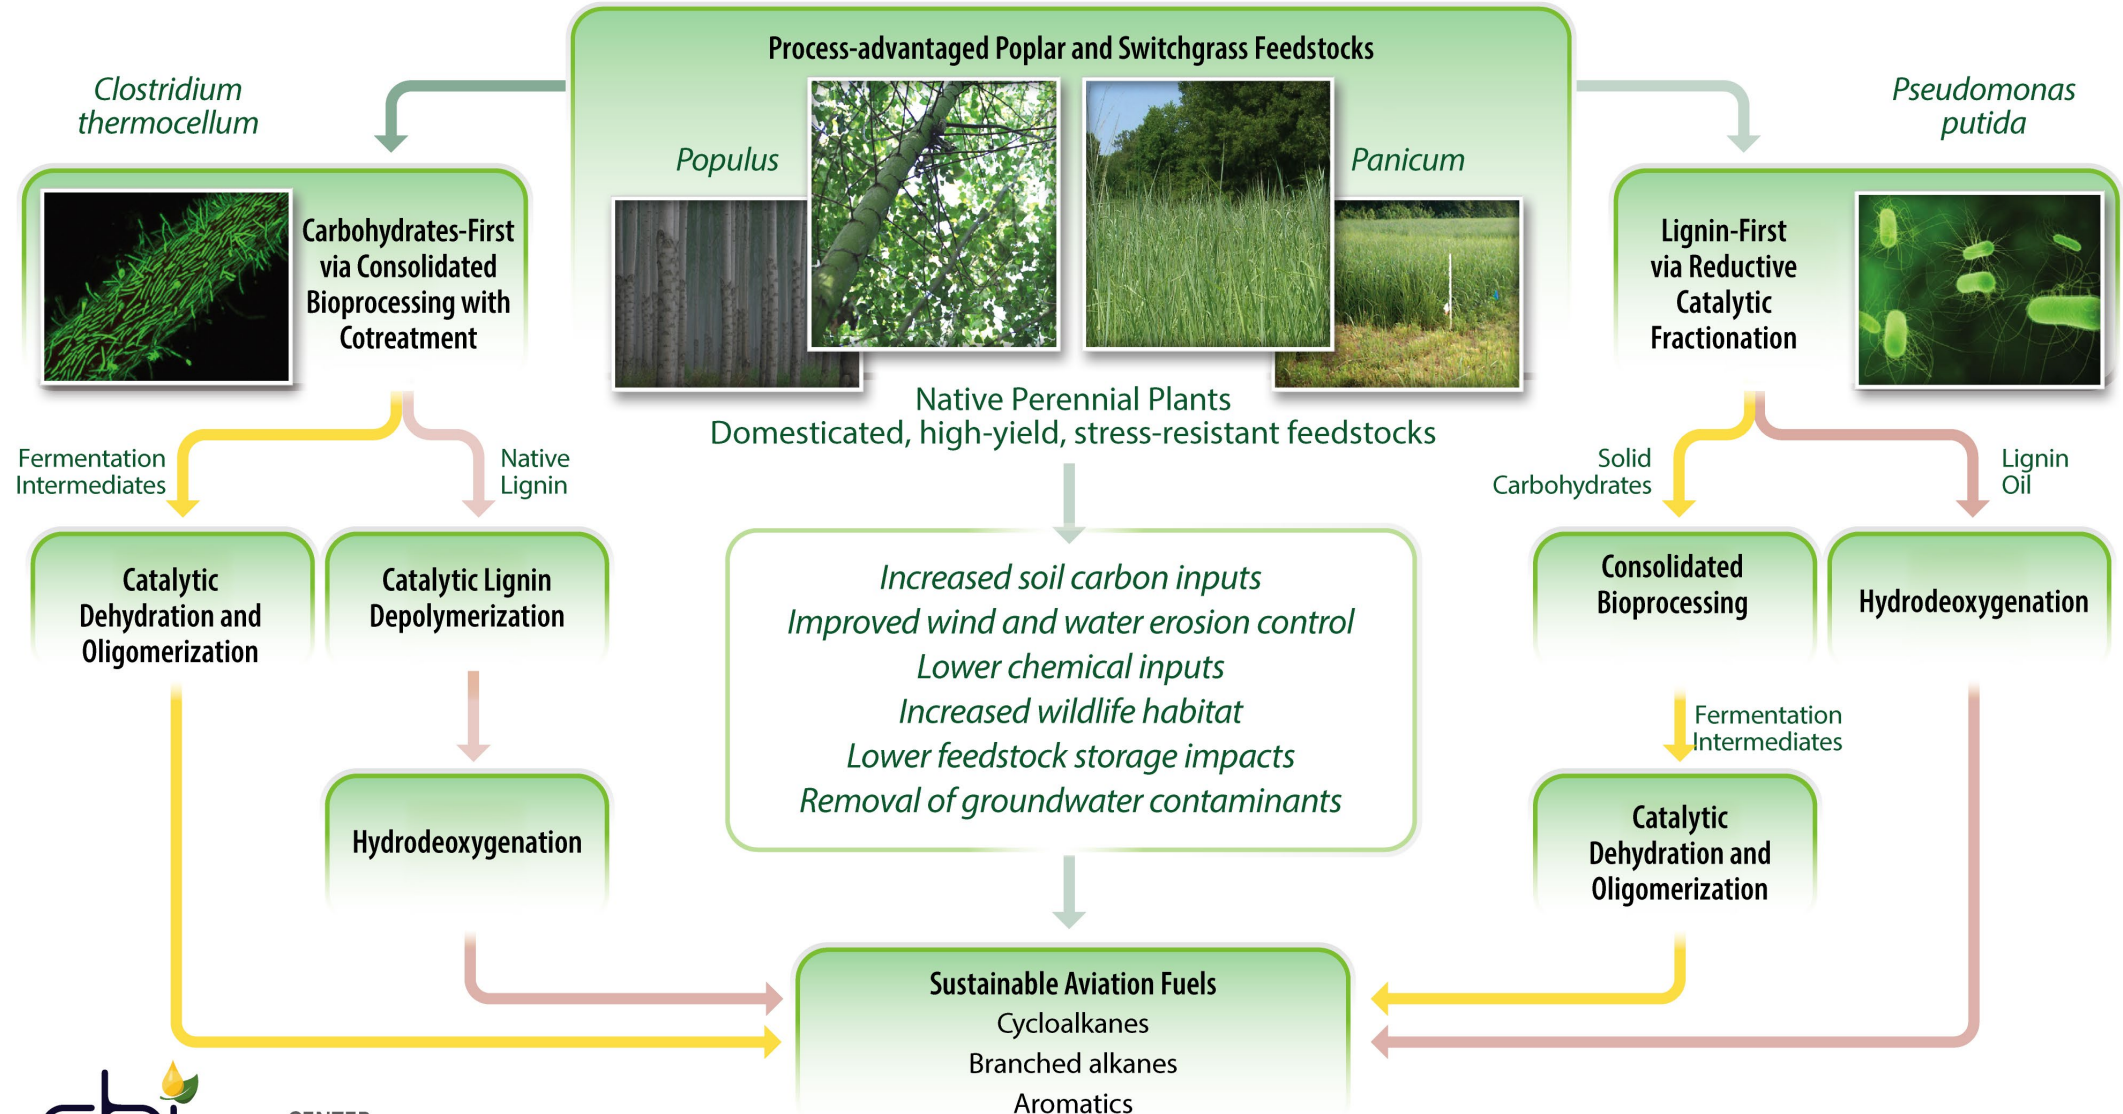 Process-advantaged Poplar and Switchgrass Feedstocks
Clostridium
thermocellum
Populus
Panicum
Pseudomonas
putida
Carbohydrates-First
via Consolidated
Bioprocessing with
Cotreatment
Lignin-First
via Reductive
Catalytic
Fractionation
Native Perennial Plants
Domesticated, high-yield, stress-resistant feedstocks
Fermentation
Intermediates
Native
Lignin
Solid
Carbohydrates
Lignin
Oil
Catalytic
Dehydration and
Oligomerization
Catalytic Lignin
Depolymerization
Increased soil carbon inputs
Improved wind and water erosion control
Lower chemical inputs
Increased wildlife habitat
Lower feedstock storage impacts
Removal of groundwater contaminants
Consolidated
Bioprocessing
Hydrodeoxygenation
Fermentation
Intermediates
Hydrodeoxygenation
Catalytic
Dehydration and
Oligomerization
Sustainable Aviation Fuels
Cycloalkanes
Branched alkanes
Aromatics
cbi
CENTER